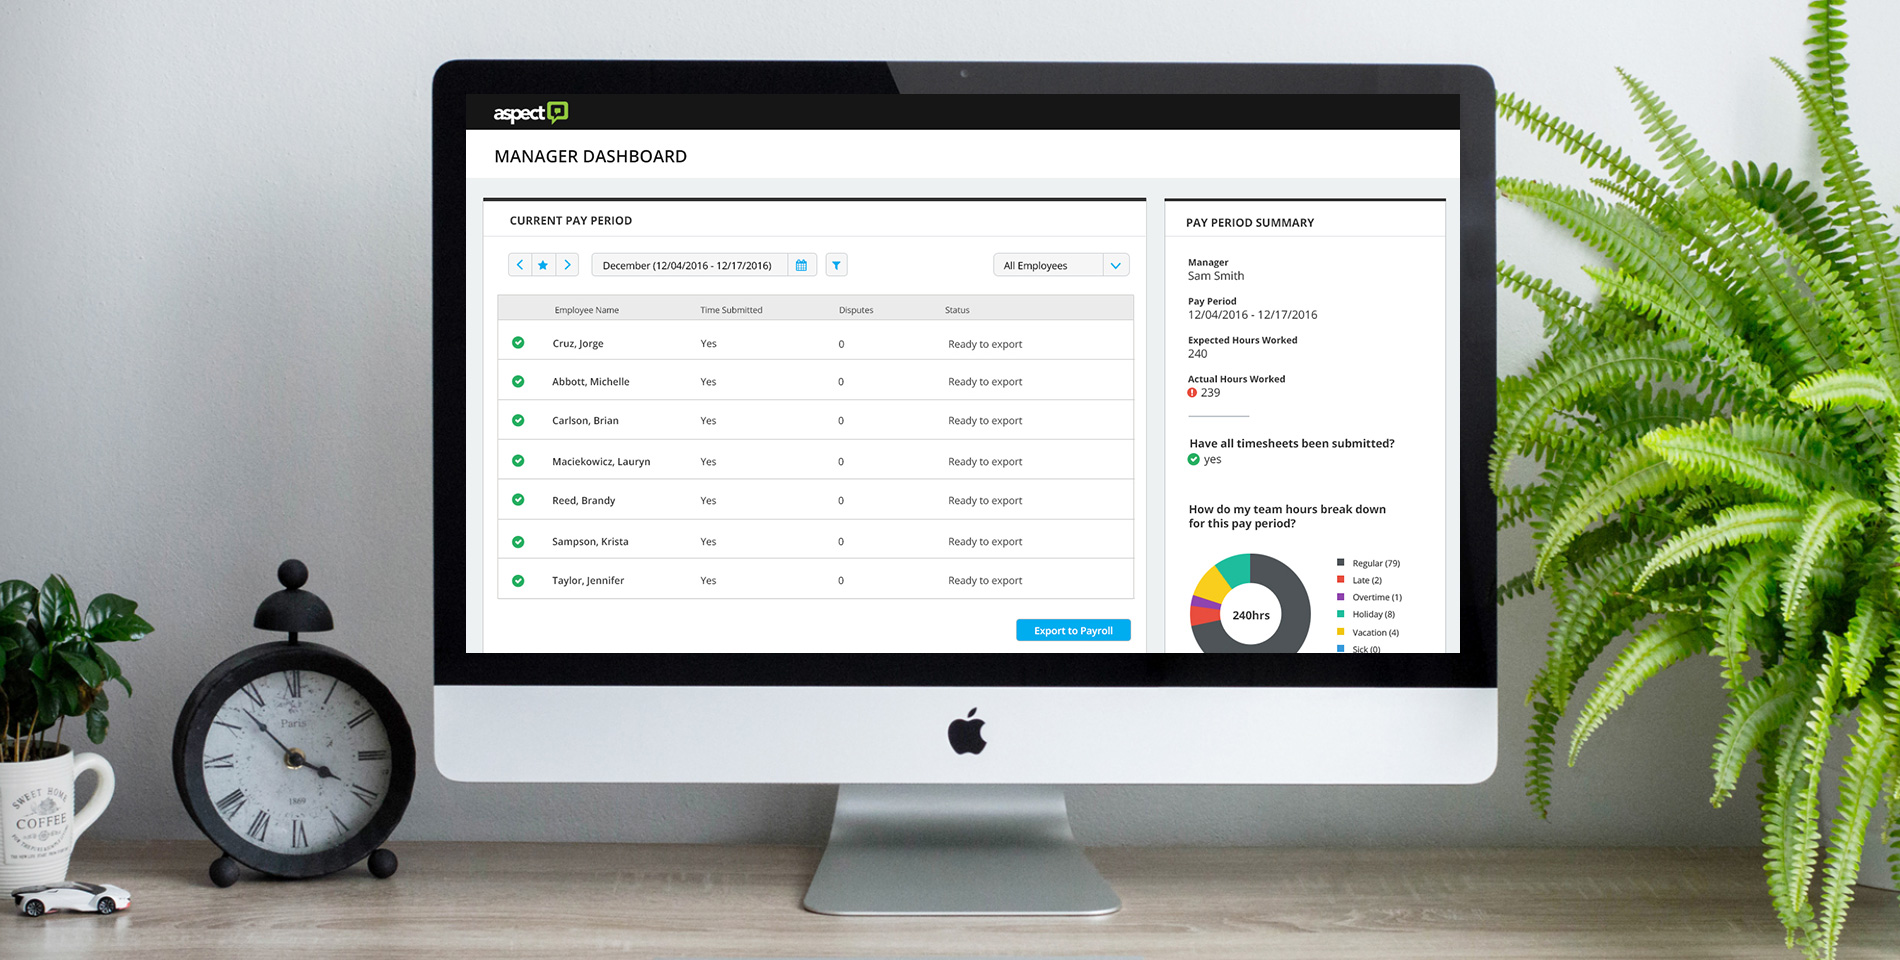 aspect
MANAGER DASHBOARD
CURRENT PAY PERIOD
December (12/04/2016 - 12/17/2016)
All Employees
Employee Name Time Submitted Disputes Status
Cruz, Jorge Yes 0 Ready to export
Abbott, Michelle Yes 0 Ready to export
Carlson, Brian Yes 0 Ready to export
Maciekowicz, Lauryn Yes 0 Ready to export
Reed, Brandy Yes 0 Ready to export
Sampson, Krista Yes 0 Ready to export
Taylor, Jennifer Yes 0 Ready to export
Export to Payroll
PAY PERIOD SUMMARY
Manager
Sam Smith
Pay Period
12/04/2016 - 12/17/2016
Expected Hours Worked
240
Actual Hours Worked
239
Have all timesheets been submitted?
yes
How do my team hours break down
for this pay period?
240hrs
Regular (79)
Late (2)
Overtime (1)
Holiday (8)
Vacation (4)
Sick (0)
Paris
1869
SWEET HOME
COFFEE